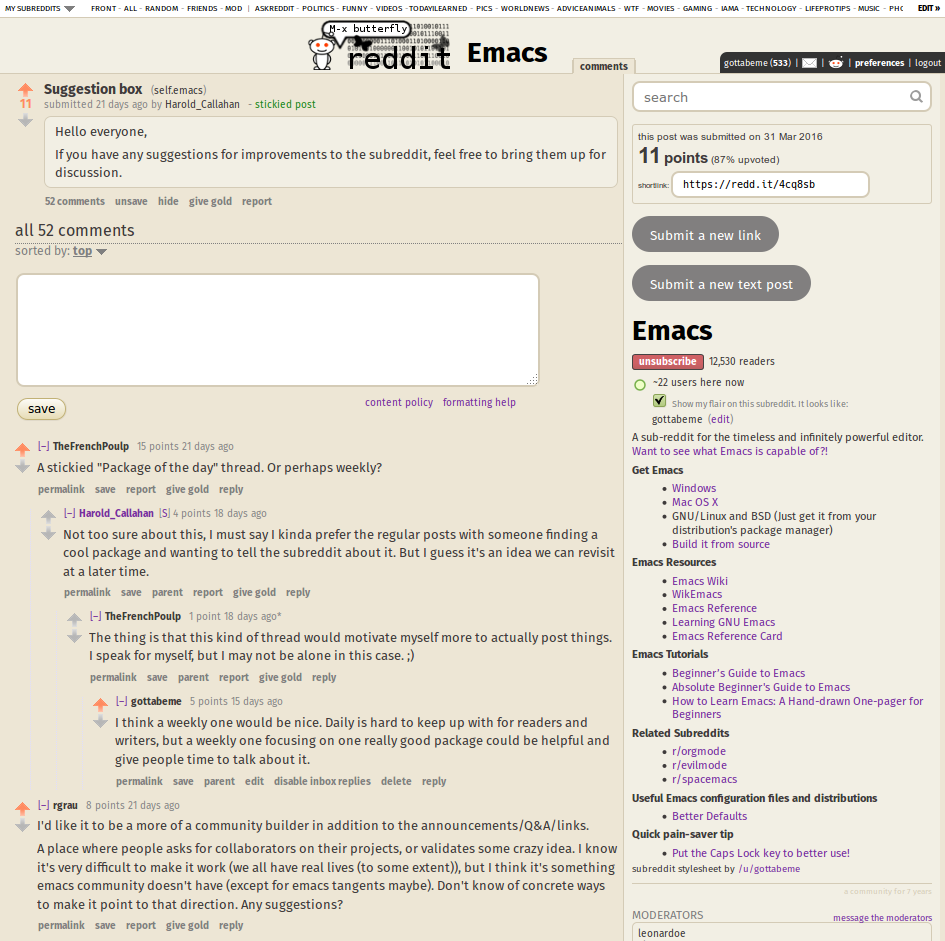 MY SUBREDDITS FRONT - ALL - RANDOM - FRIENDS - MOD | ASKREDDIT - POLITICS - FUNNY - VIDEOS - TODAYILEARNED - PICS - WORLDNEWS - ADVICEANIMALS - WTF - MOVIES - GAMING - IAMA - TECHNOLOGY - LIFEPROTIPS - MUSIC - PHO EDIT »
M-x butterfly
reddit Emacs
comments
gottabeme (533) | | | preferences | logout
Suggestion box (self.emacs)
11
submitted 21 days ago by Harold_Callahan - stickied post
Hello everyone,
If you have any suggestions for improvements to the subreddit, feel free to bring them up for
discussion.
52 comments unsave hide give gold report
all 52 comments
sorted by: top
save
content policy formatting help
[–] TheFrenchPoulp 15 points 21 days ago
A stickied "Package of the day" thread. Or perhaps weekly?
permalink save report give gold reply
[–] Harold_Callahan [S] 4 points 18 days ago
Not too sure about this, I must say I kinda prefer the regular posts with someone finding a
cool package and wanting to tell the subreddit about it. But I guess it's an idea we can revisit
at a later time.
permalink save parent report give gold reply
[–] TheFrenchPoulp 1 point 18 days ago*
The thing is that this kind of thread would motivate myself more to actually post things.
I speak for myself, but I may not be alone in this case. ;)
permalink save parent report give gold reply
[–] gottabeme 5 points 15 days ago
I think a weekly one would be nice. Daily is hard to keep up with for readers and
writers, but a weekly one focusing on one really good package could be helpful and
give people time to talk about it.
permalink save parent edit disable inbox replies delete reply
[–] rgrau 8 points 21 days ago
I'd like it to be a more of a community builder in addition to the announcements/Q&A/links.
A place where people asks for collaborators on their projects, or validates some crazy idea. I know
it's very difficult to make it work (we all have real lives (to some extent)), but I think it's something
emacs community doesn't have (except for emacs tangents maybe). Don't know of concrete ways
to make it point to that direction. Any suggestions?
permalink save report give gold reply
search
this post was submitted on 31 Mar 2016
11 points (87% upvoted)
shortlink: https://redd.it/4cq8sb
Submit a new link
Submit a new text post
Emacs
unsubscribe 12,530 readers
~22 users here now
Show my flair on this subreddit. It looks like:
gottabeme (edit)
A sub-reddit for the timeless and infinitely powerful editor.
Want to see what Emacs is capable of?!
Get Emacs
• Windows
• Mac OS X
• GNU/Linux and BSD (Just get it from your
distribution's package manager)
• Build it from source
Emacs Resources
• Emacs Wiki
• WikEmacs
• Emacs Reference
• Learning GNU Emacs
• Emacs Reference Card
Emacs Tutorials
• Beginner's Guide to Emacs
• Absolute Beginner's Guide to Emacs
• How to Learn Emacs: A Hand-drawn One-pager for
Beginners
Related Subreddits
• r/orgmode
• r/evilmode
• r/spacemacs
Useful Emacs configuration files and distributions
• Better Defaults
Quick pain-saver tip
• Put the Caps Lock key to better use!
subreddit stylesheet by /u/gottabeme
a community for 7 years
MODERATORS message the moderators
leonardoe